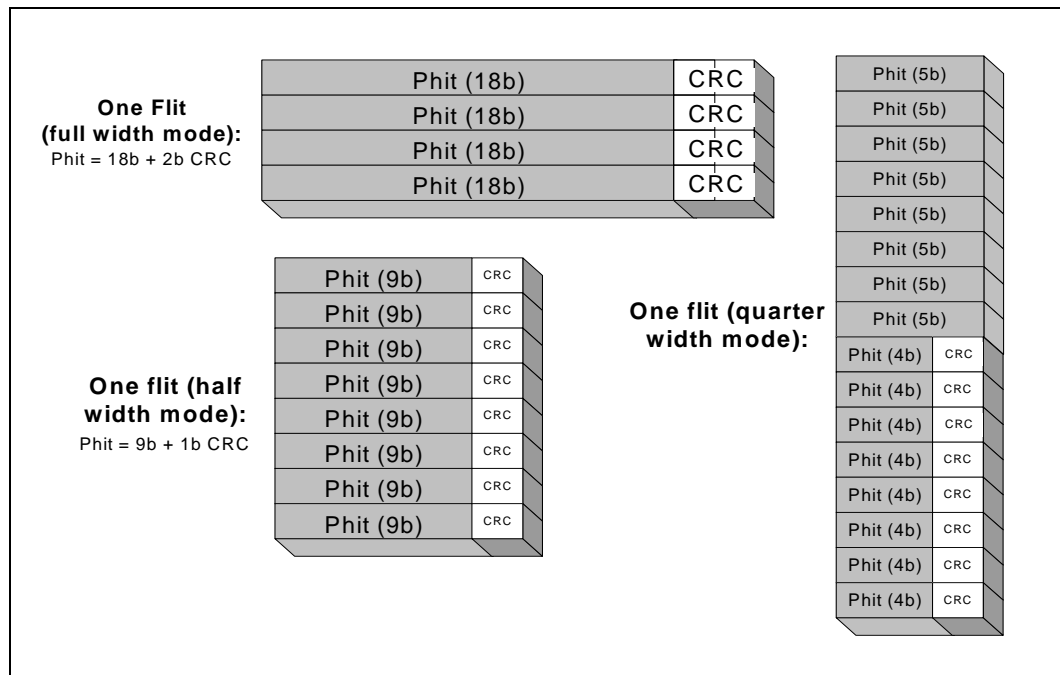 One Flit
(full width mode):
Phit = 18b + 2b CRC
Phit (18b) CRC
Phit (18b) CRC
Phit (18b) CRC
Phit (18b) CRC
One flit (half
width mode):
Phit = 9b + 1b CRC
Phit (9b) CRC
Phit (9b) CRC
Phit (9b) CRC
Phit (9b) CRC
Phit (9b) CRC
Phit (9b) CRC
Phit (9b) CRC
Phit (9b) CRC
One flit (quarter
width mode):
Phit (5b)
Phit (5b)
Phit (5b)
Phit (5b)
Phit (5b)
Phit (5b)
Phit (5b)
Phit (5b)
Phit (4b) CRC
Phit (4b) CRC
Phit (4b) CRC
Phit (4b) CRC
Phit (4b) CRC
Phit (4b) CRC
Phit (4b) CRC
Phit (4b) CRC